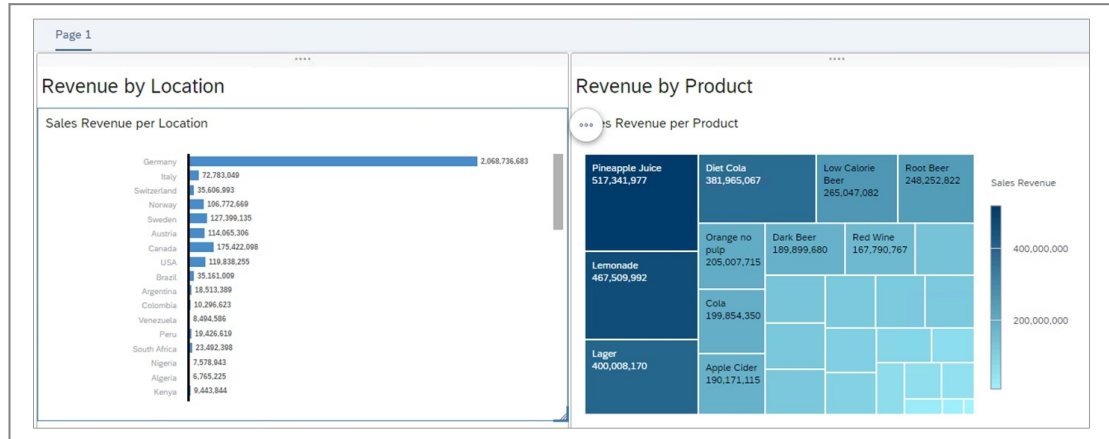 Page 1
Revenue by Location
Sales Revenue per Location
Germany 2,068,736,683
Italy 72,783,049
Switzerland 35,606,993
Norway 106,772,669
Sweden 127,399,135
Austria 114,065,306
Canada 175,422,098
USA 119,838,255
Brazil 35,161,009
Argentina 18,513,389
Colombia 10,296,623
Venezuela 8,494,586
Peru 19,426,619
South Africa 23,492,398
Nigeria 7,578,943
Algeria 6,765,225
Kenya 9,443,844
Revenue by Product
es Revenue per Product
Pineapple Juice
517,341,977
Lemonade
467,509,992
Lager
400,008,170
Diet Cola
381,965,067
Low Calorie
Beer
265,047,082
Root Beer
248,252,822
Orange no
pulp
205,007,715
Dark Beer
189,899,680
Red Wine
167,790,767
Cola
199,854,350
Apple Cider
190,171,115
Sales Revenue
400,000,000
200,000,000